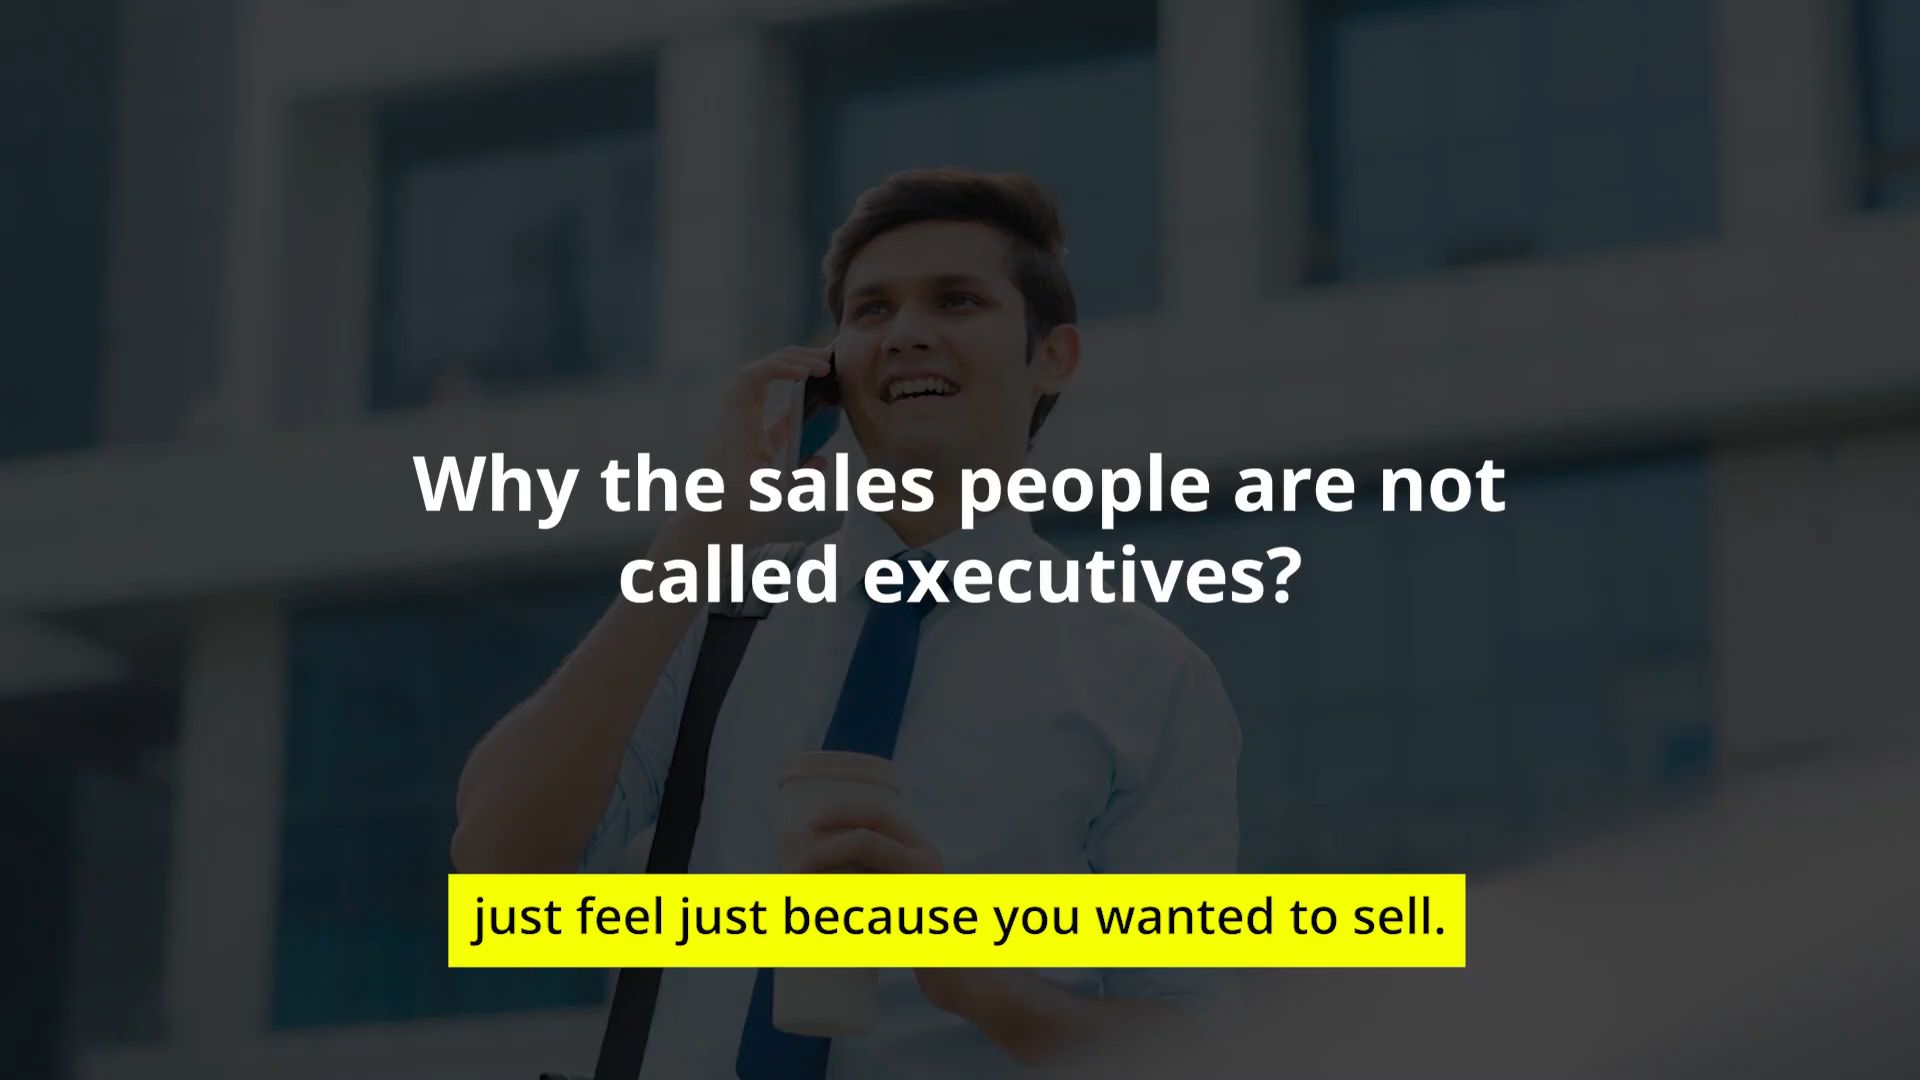 Why the sales people are not
called executives?
just feel just because you wanted to sell.